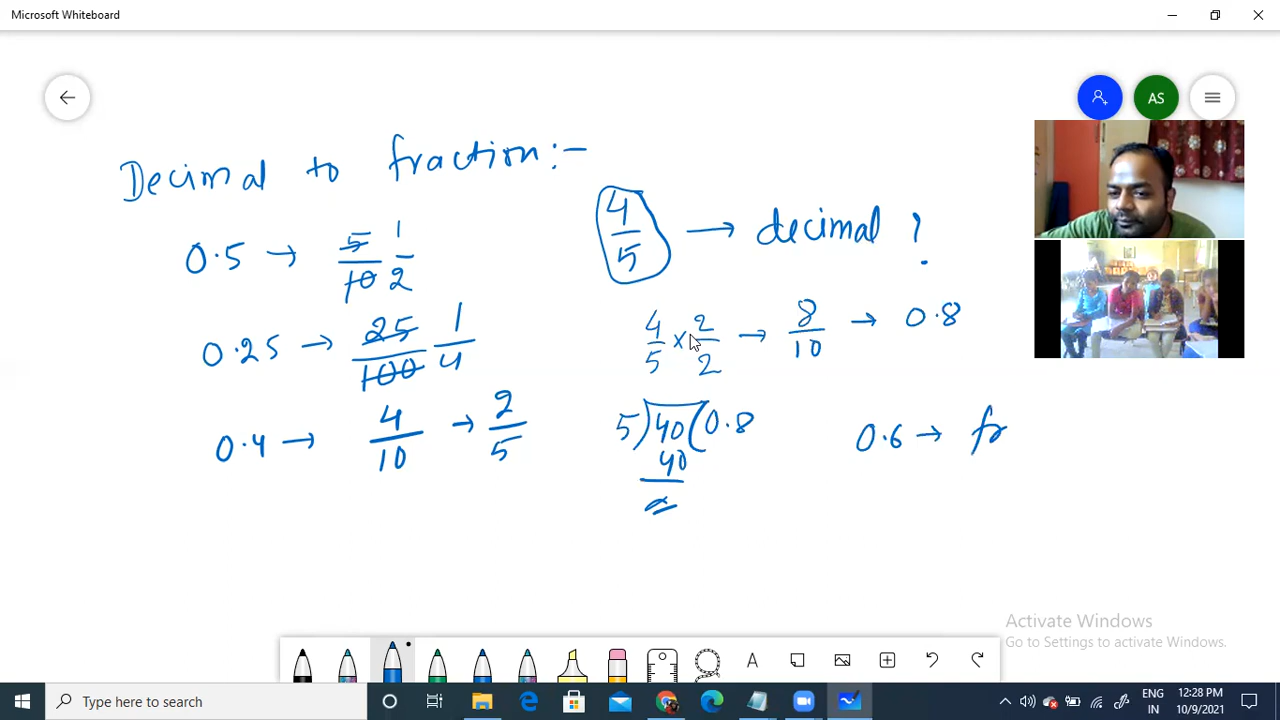 Microsoft Whiteboard
AS
Decimal to fraction:-
0.5 → 5/10 1/2
0.25 → 25/100 1/4
0.4 → 4/10 → 2/5
4/5 → decimal ?
4/5 x 2/2 → 8/10 → 0.8
5)40(0.8
40
0.6 → fr
Activate Windows
Go to Settings to activate Windows.
A
Type here to search
ENG
IN
12:28 PM
10/9/2021